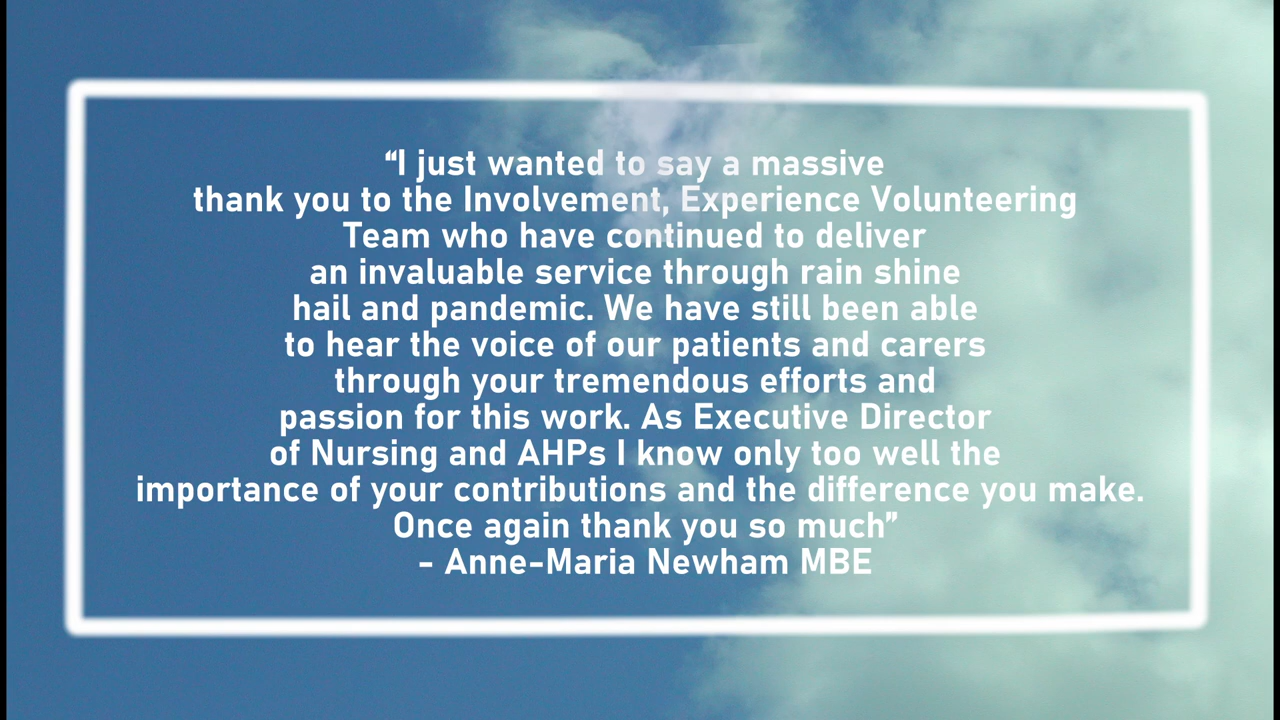 “I just wanted to say a massive
thank you to the Involvement, Experience Volunteering
Team who have continued to deliver
an invaluable service through rain shine
hail and pandemic. We have still been able
to hear the voice of our patients and carers
through your tremendous efforts and
passion for this work. As Executive Director
of Nursing and AHPs I know only too well the
importance of your contributions and the difference you make.
Once again thank you so much”
- Anne-Maria Newham MBE